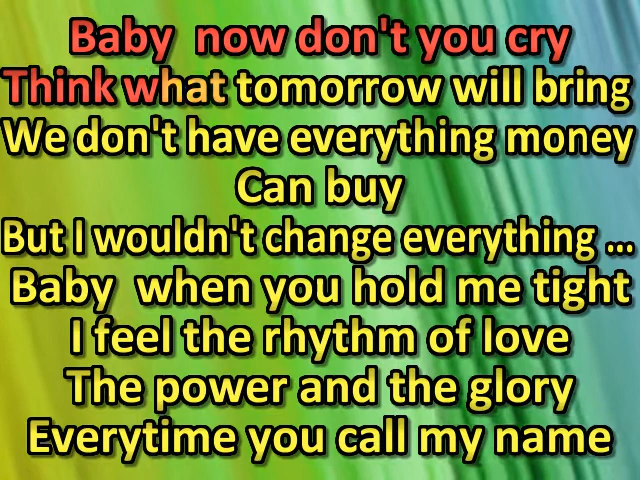 Baby  now don't you cry
Think what tomorrow will bring
We don't have everything money
Can buy
But I wouldn't change everything ...
Baby  when you hold me tight
I feel the rhythm of love
The power and the glory
Everytime you call my name